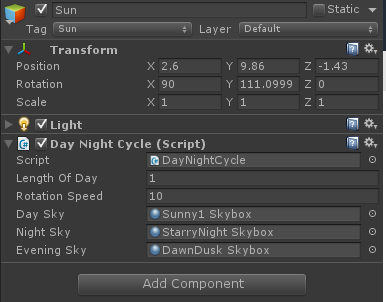 Sun Static
Tag Sun Layer Default
Transform
Position X 2.6 Y 9.86 Z -1.43
Rotation X 90 Y 111.0999 Z 0
Scale X 1 Y 1 Z 1
Light
Day Night Cycle (Script)
Script DayNightCycle
Length Of Day 1
Rotation Speed 10
Day Sky Sunny1 Skybox
Night Sky StarryNight Skybox
Evening Sky DawnDusk Skybox
Add Component